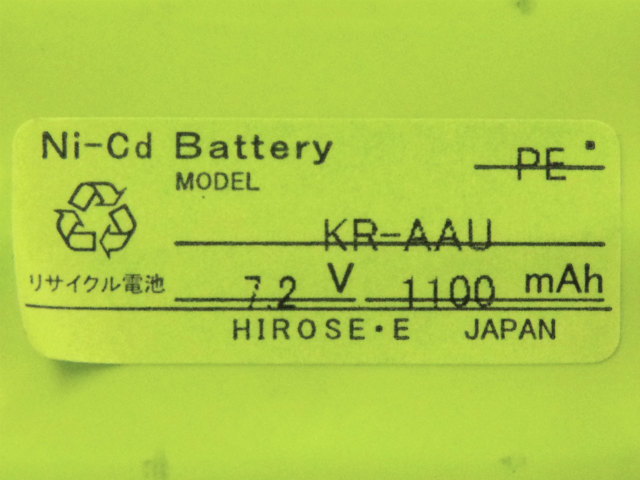 Ni-Cd Battery
PE
MODEL
KR-AAU
リサイクル電池 7.2 V 1100 mAh
HIROSE・E JAPAN